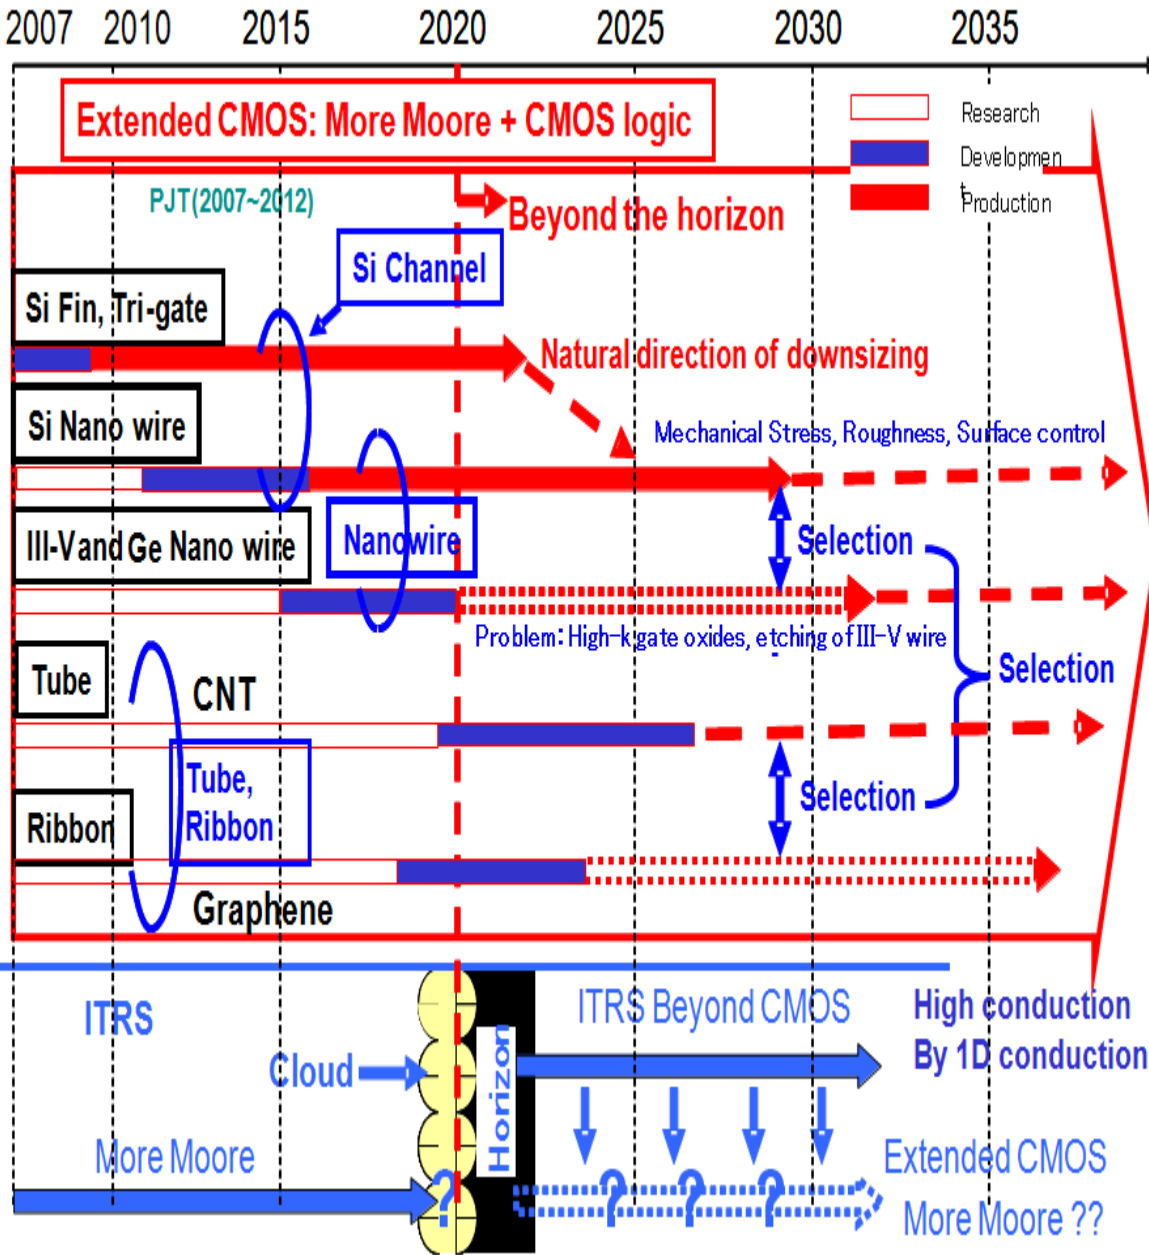 2007 2010 2015 2020 2025 2030 2035
Extended CMOS: More Moore + CMOS logic
Research
Developmen
t
Production
PJT(2007~2012)
Beyond the horizon
Si Channel
Si Fin, Tri-gate
Natural direction of downsizing
Si Nano wire
Mechanical Stress, Roughness, Surface control
III-Vand Ge Nano wire
Nanowire
Selection
Problem: High-k gate oxides, etching of III-V wire
Tube
CNT
Selection
Tube,
Ribbon
Selection
Ribbon
Graphene
ITRS
ITRS Beyond CMOS
High conduction
By 1D conduction
Cloud
Horizon
More Moore
Extended CMOS
? ? ? ?
More Moore ??